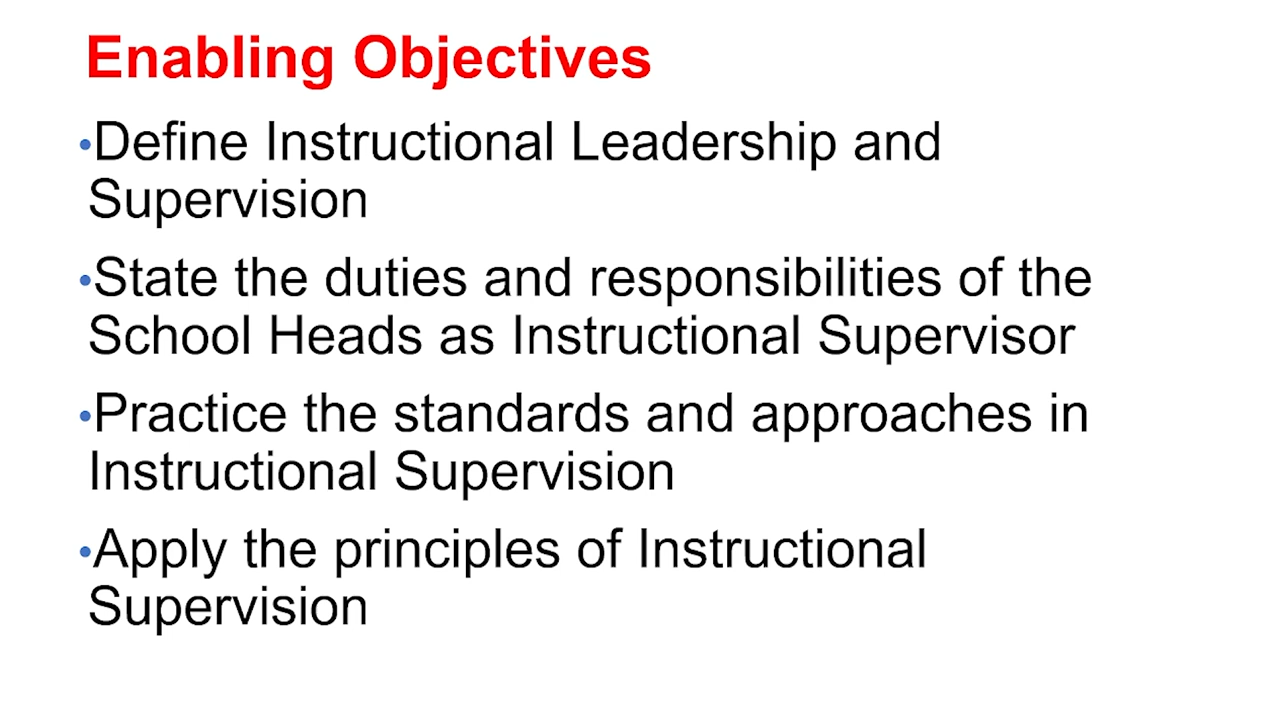 Enabling Objectives
•Define Instructional Leadership and
Supervision
•State the duties and responsibilities of the
School Heads as Instructional Supervisor
•Practice the standards and approaches in
Instructional Supervision
•Apply the principles of Instructional
Supervision